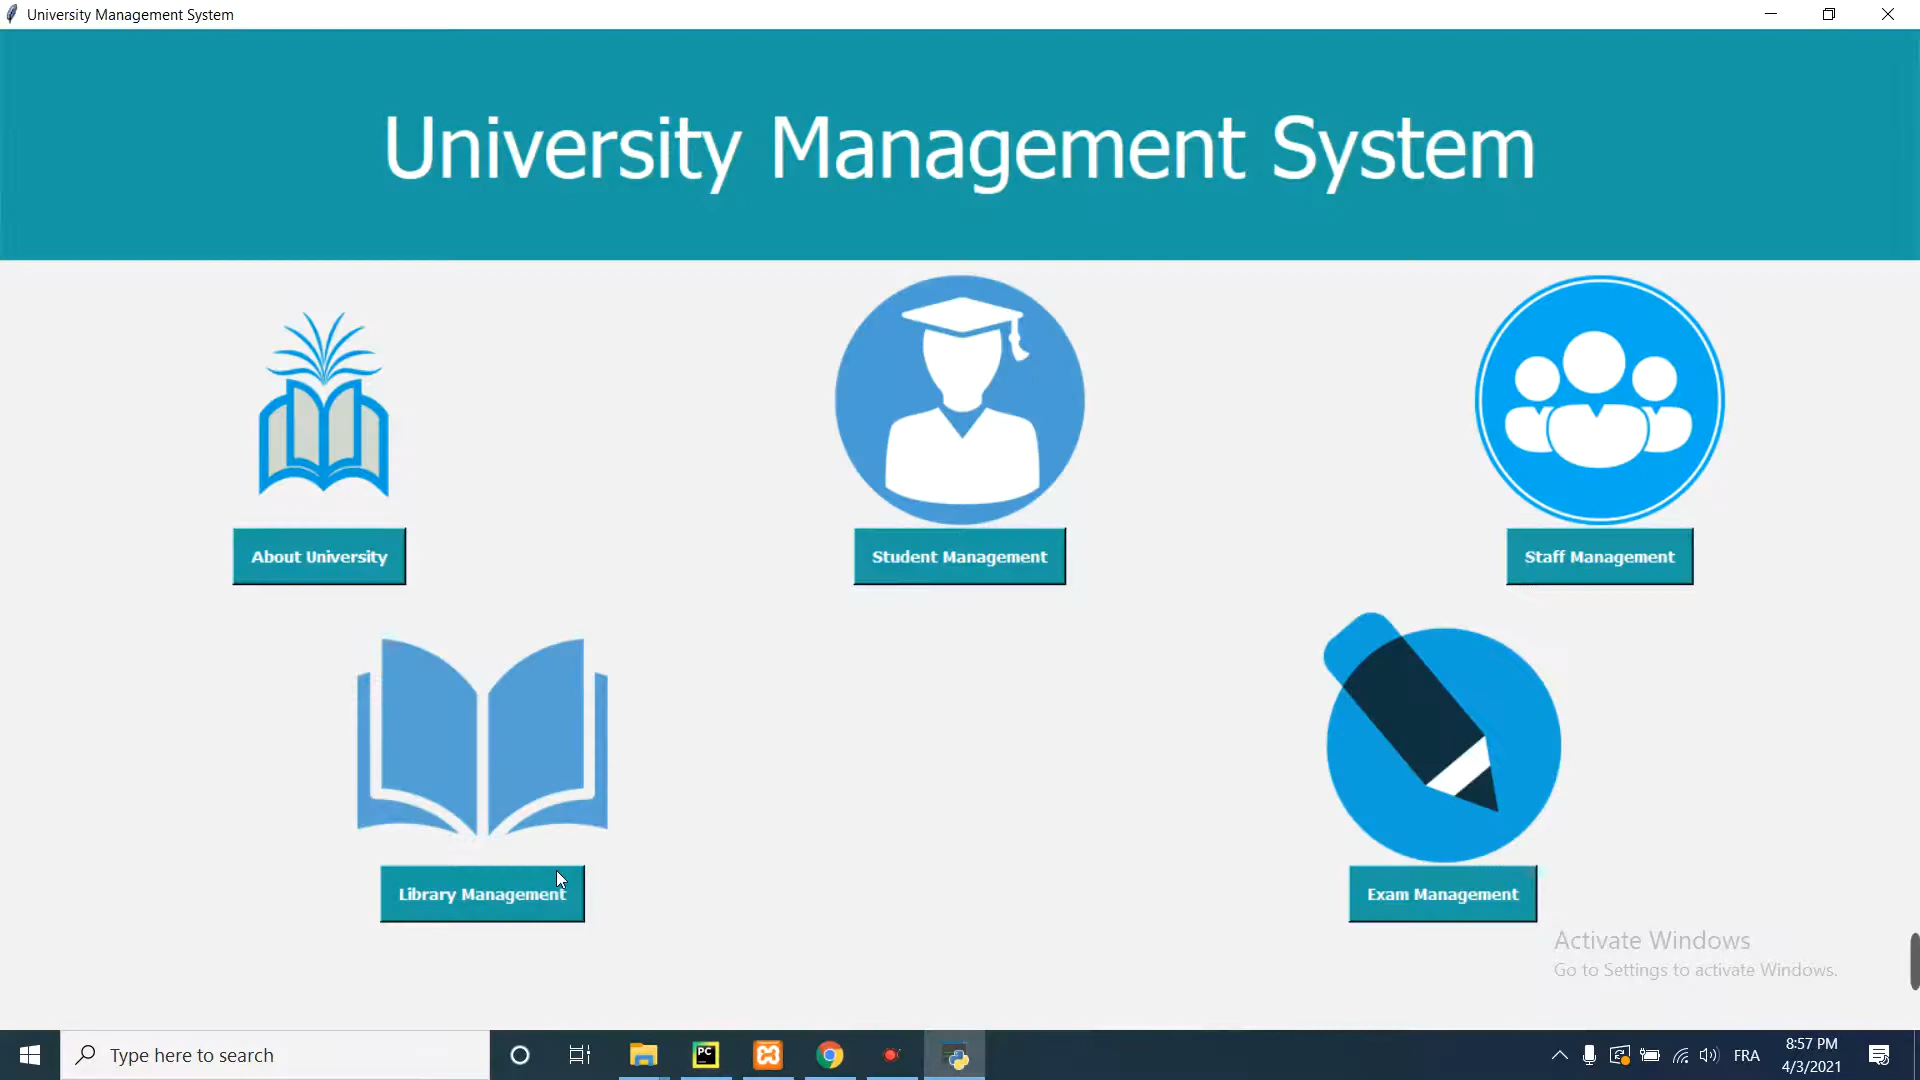 University Management System
University Management System
About University
Student Management
Staff Management
Library Management
Exam Management
Activate Windows
Go to Settings to activate Windows.
Type here to search
PC
FRA
8:57 PM
4/3/2021